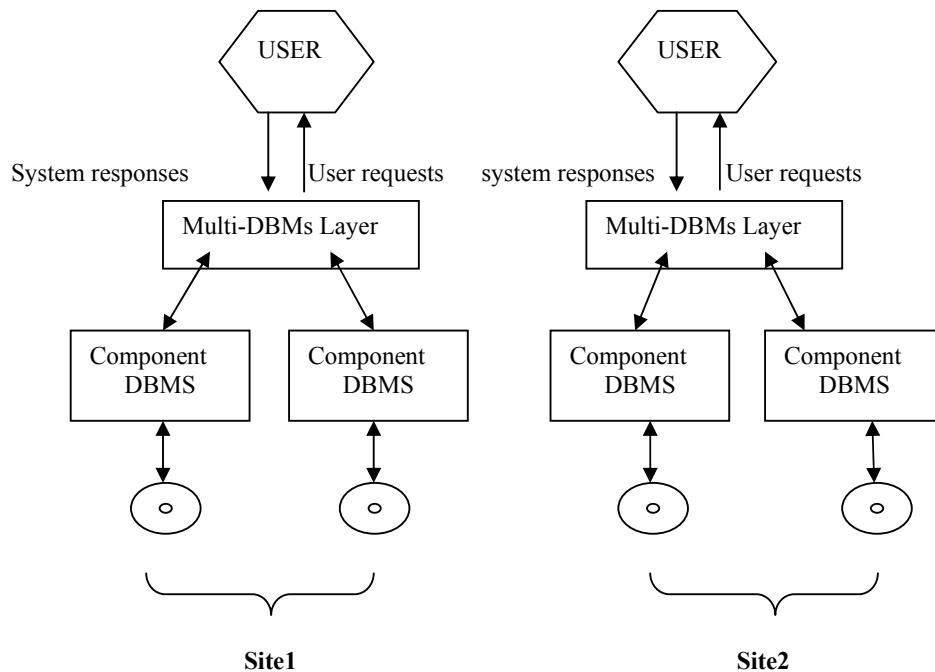 USER
USER
System responses
User requests
system responses
User requests
Multi-DBMs Layer
Multi-DBMs Layer
Component
DBMS
Component
DBMS
Component
DBMS
Component
DBMS
Site1
Site2